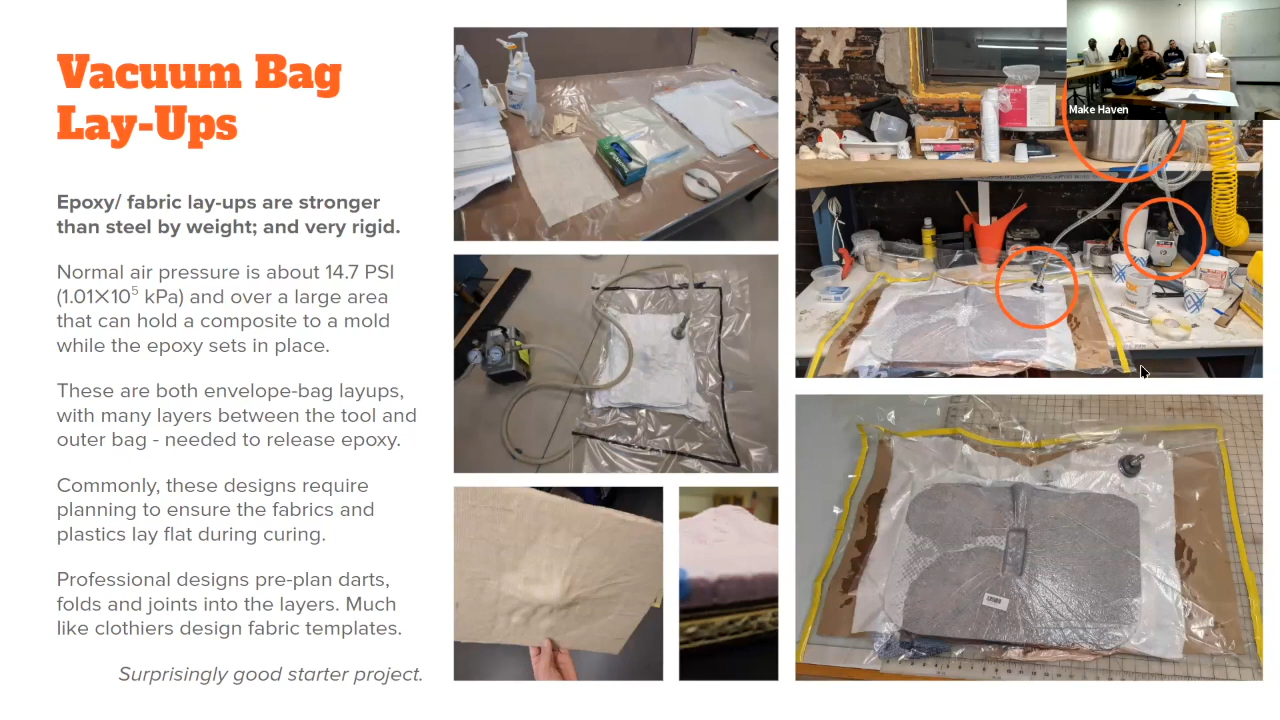 Vacuum Bag
Lay-Ups
Epoxy/ fabric lay-ups are stronger
than steel by weight; and very rigid.
Normal air pressure is about 14.7 PSI
(1.01×10⁵ kPa) and over a large area
that can hold a composite to a mold
while the epoxy sets in place.
These are both envelope-bag layups,
with many layers between the tool and
outer bag - needed to release epoxy.
Commonly, these designs require
planning to ensure the fabrics and
plastics lay flat during curing.
Professional designs pre-plan darts,
folds and joints into the layers. Much
like clothiers design fabric templates.
Surprisingly good starter project.
Make Haven